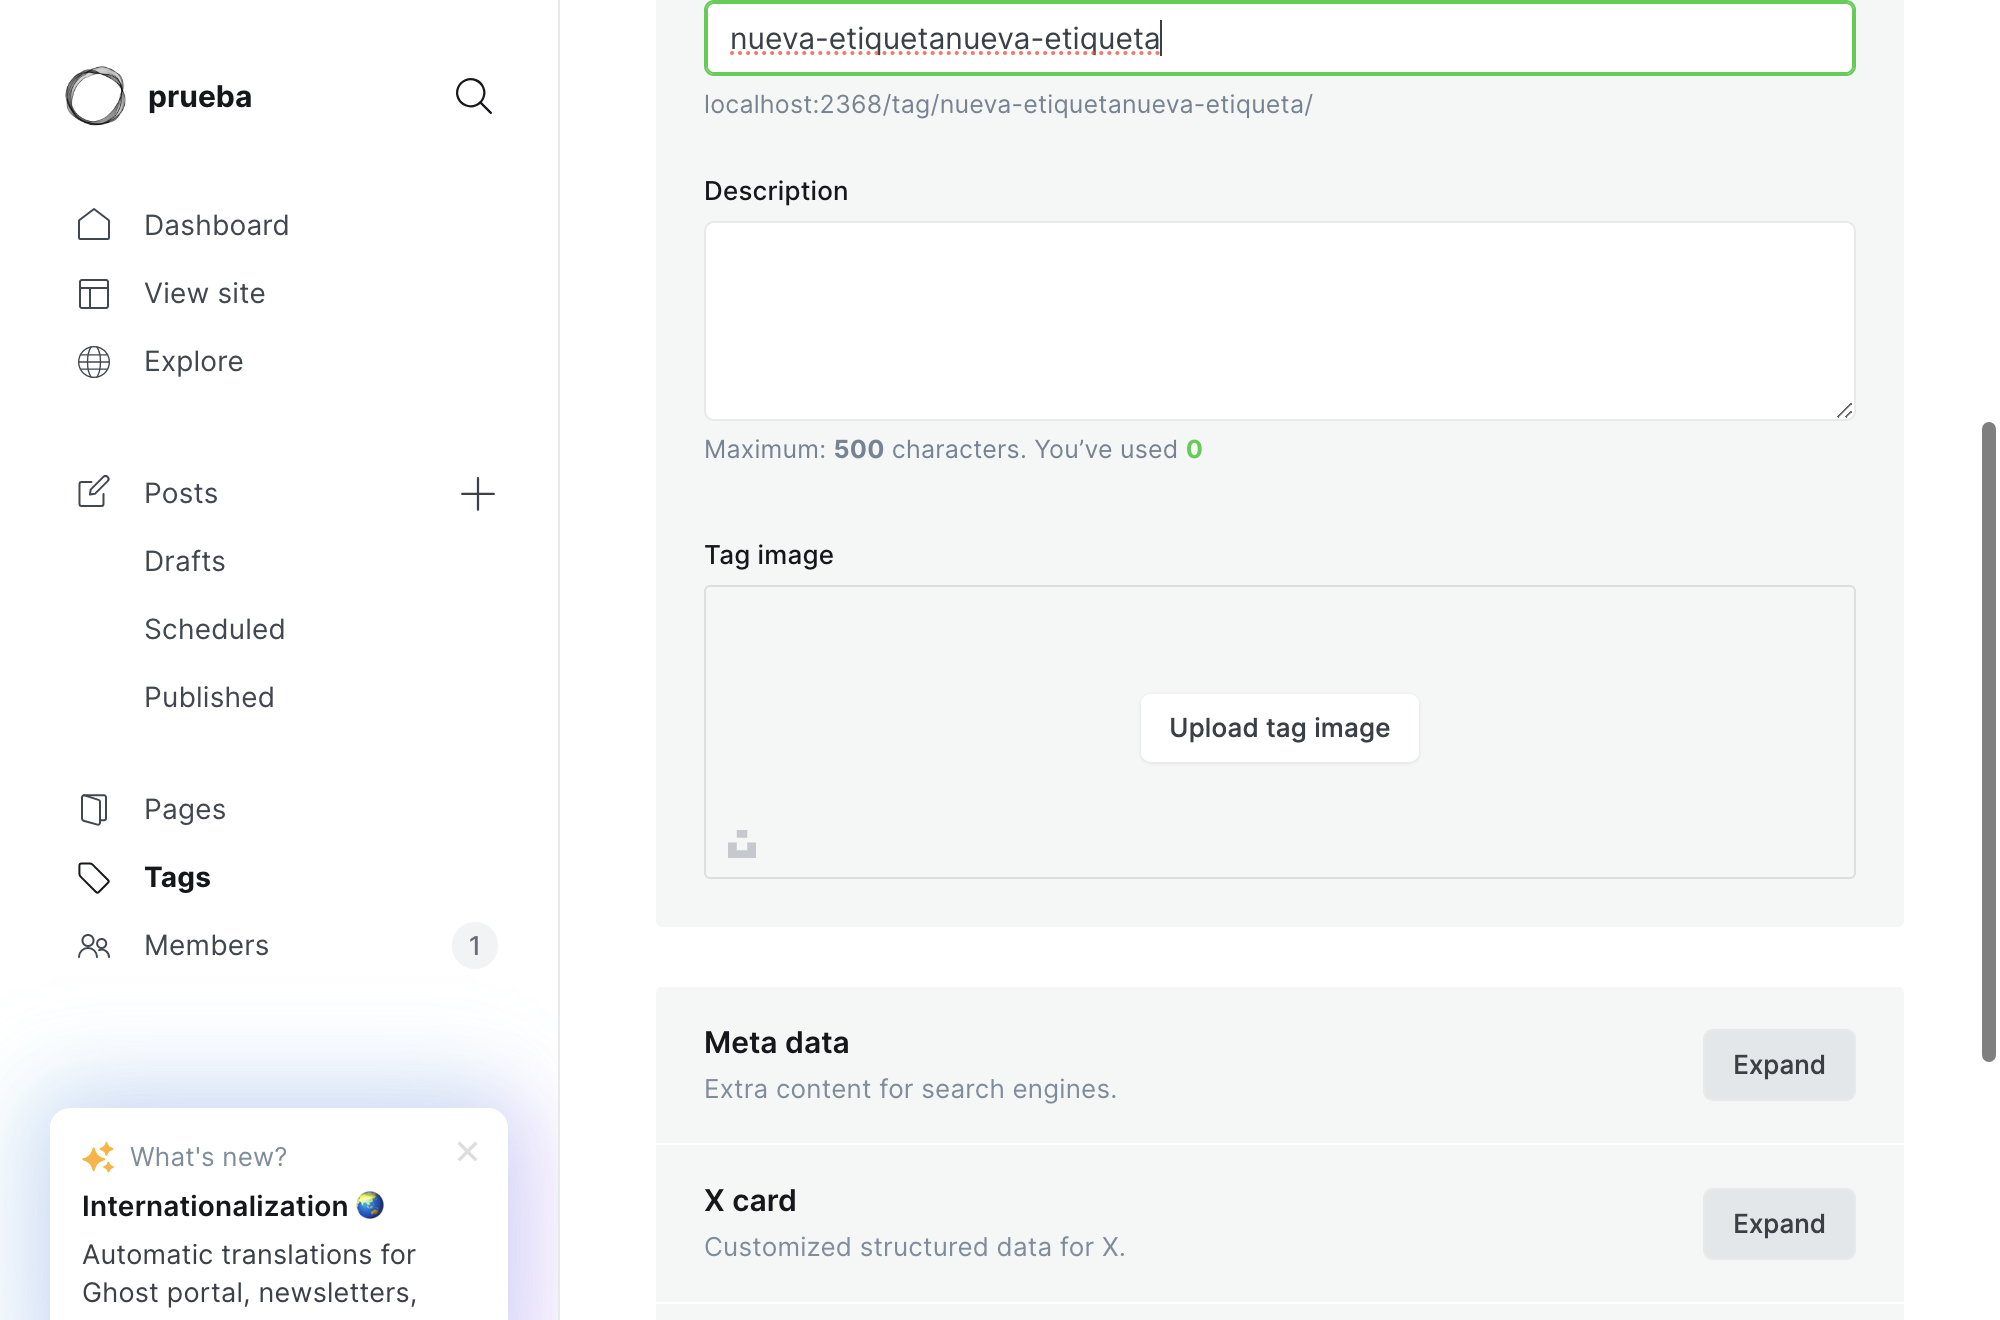 prueba
Dashboard
View site
Explore
Posts
Drafts
Scheduled
Published
Pages
Tags
Members
1
What's new?
Internationalization
Automatic translations for
Ghost portal, newsletters,
nueva-etiquetanueva-etiqueta
localhost:2368/tag/nueva-etiquetanueva-etiqueta/
Description
Maximum: 500 characters. You’ve used 0
Tag image
Upload tag image
Meta data
Extra content for search engines.
Expand
X card
Customized structured data for X.
Expand